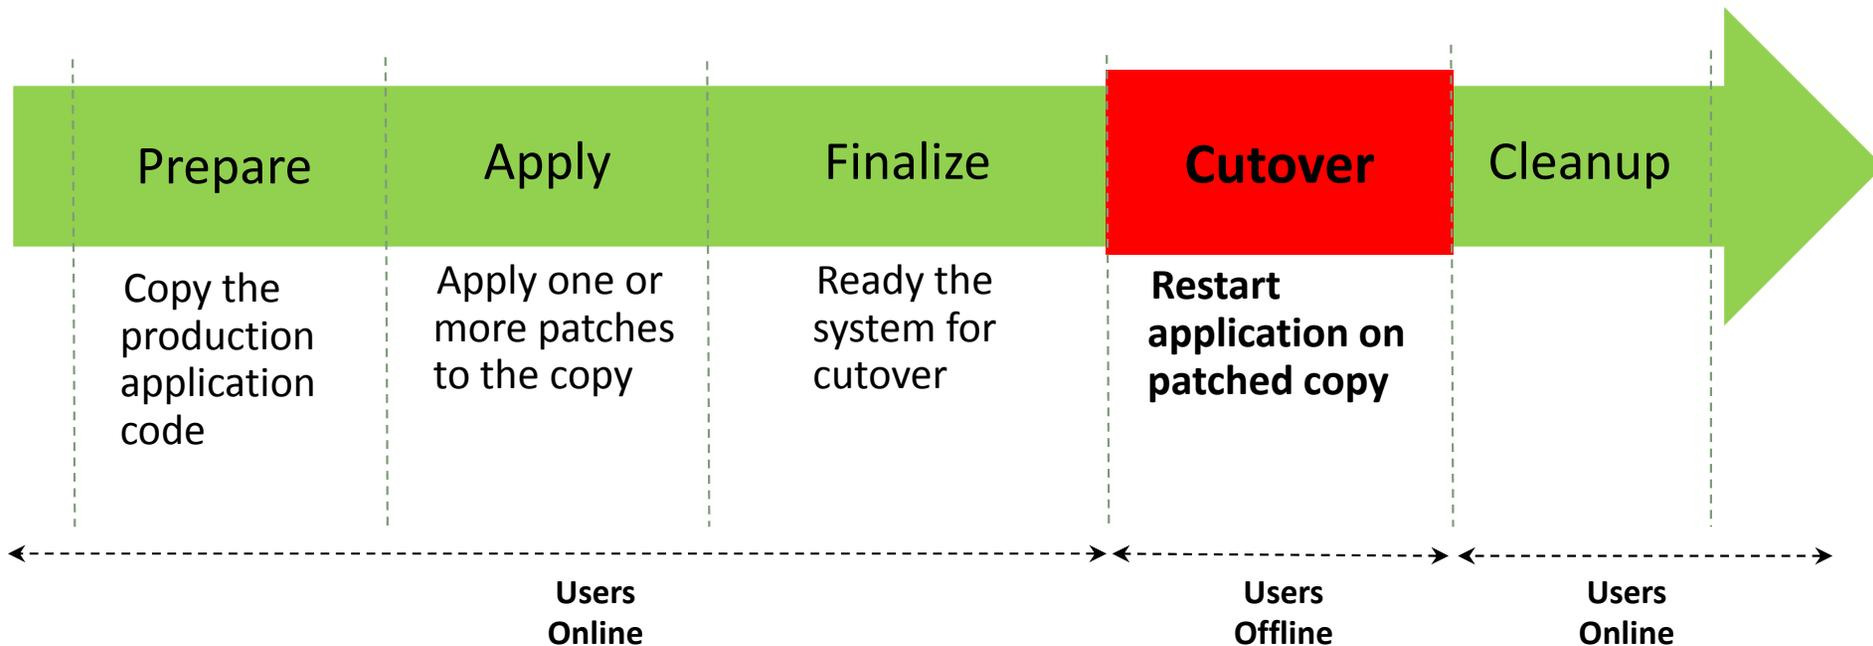 Prepare
Apply
Finalize
Cutover
Cleanup
Copy the
production
application
code
Apply one or
more patches
to the copy
Ready the
system for
cutover
Restart
application on
patched copy
Users
Online
Users
Offline
Users
Online